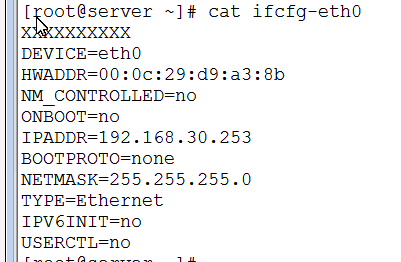 [root@server ~]# cat ifcfg-eth0
XXXXXXXXXX
DEVICE=eth0
HWADDR=00:0c:29:d9:a3:8b
NM_CONTROLLED=no
ONBOOT=no
IPADDR=192.168.30.253
BOOTPROTO=none
NETMASK=255.255.255.0
TYPE=Ethernet
IPV6INIT=no
USERCTL=no
[root@server ~]#